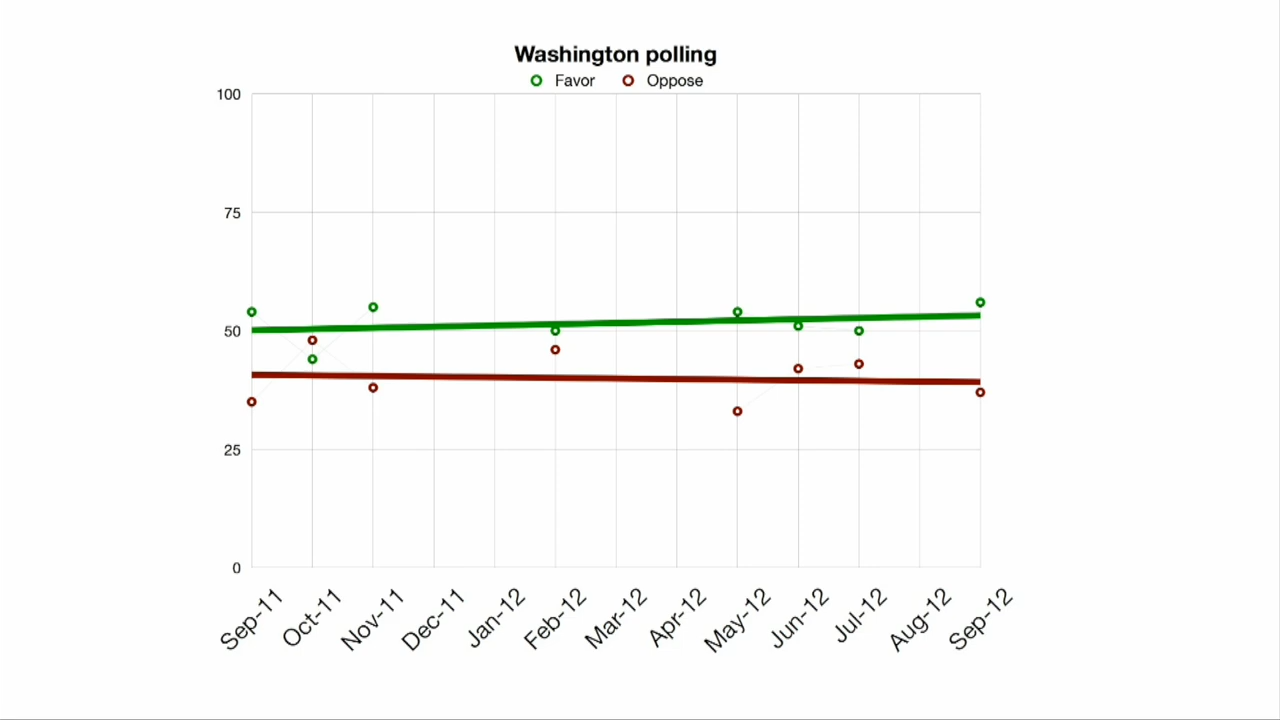 Washington polling
Favor Oppose
100
75
50
25
0
Sep-11 Oct-11 Nov-11 Dec-11 Jan-12 Feb-12 Mar-12 Apr-12 May-12 Jun-12 Jul-12 Aug-12 Sep-12